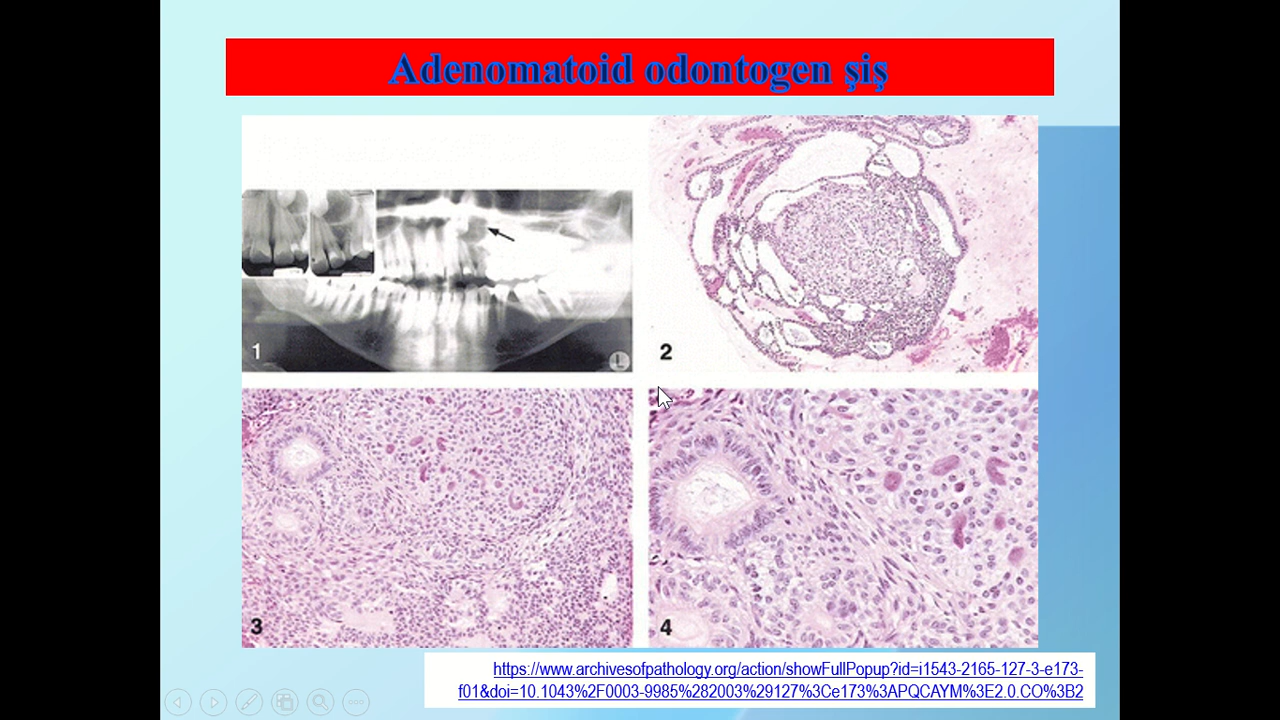 Adenomatoid odontogen şiş
1
L
2
3
4
https://www.archivesofpathology.org/action/showFullPopup?id=i1543-2165-127-3-e173-
f01&doi=10.1043%2F0003-9985%282003%29127%3Ce173%3APQCAYM%3E2.0.CO%3B2